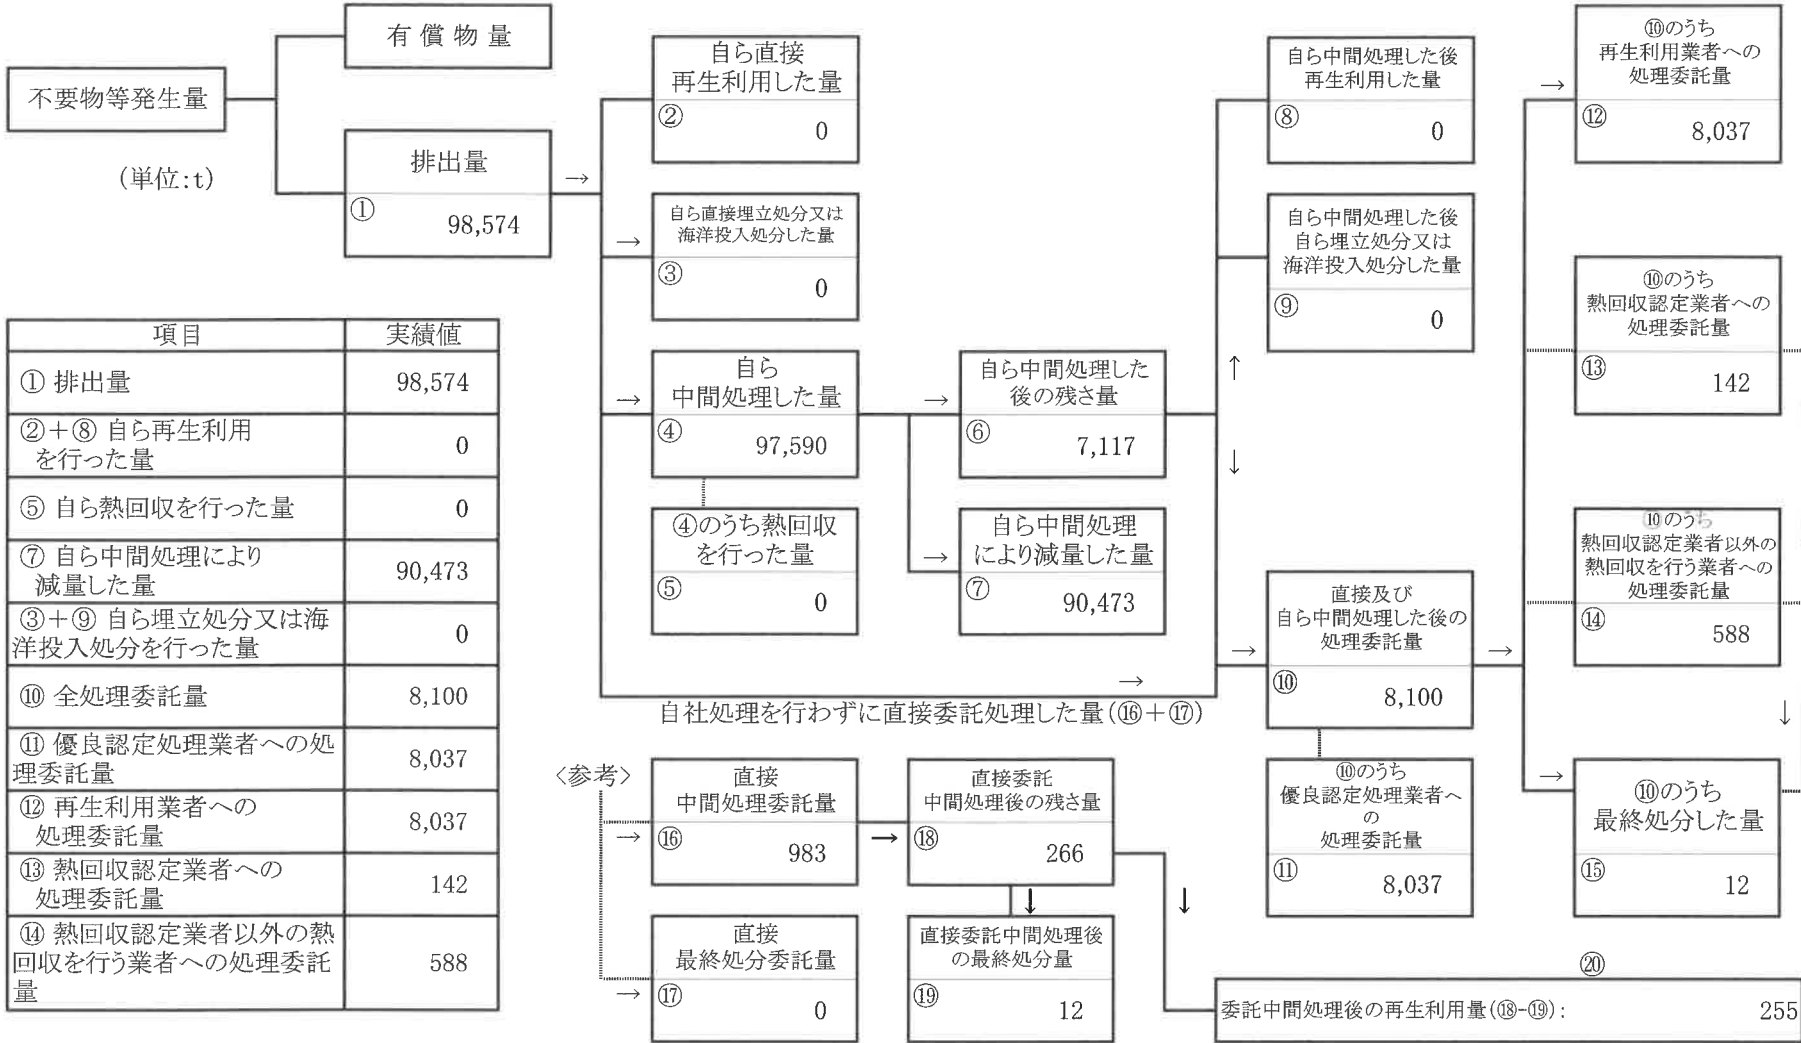 不要物等発生量
(単位:t)
有償物量
排出量
① 98,574
→
自ら直接
再生利用した量
② 0
→
自ら直接埋立処分又は
海洋投入処分した量
③ 0
→
自ら
中間処理した量
④ 97,590
④のうち熱回収
を行った量
⑤ 0
→
自ら中間処理した
後の残さ量
⑥ 7,117
→
自ら中間処理
により減量した量
⑦ 90,473
↑
↓
自ら中間処理した後
再生利用した量
⑧ 0
自ら中間処理した後
自ら埋立処分又は
海洋投入処分した量
⑨ 0
→
自社処理を行わずに直接委託処理した量(⑯+⑰)
→
直接及び
自ら中間処理した後の
処理委託量
⑩ 8,100
⑩のうち
優良認定処理業者へ
の
処理委託量
⑪ 8,037
→
→
⑩のうち
再生利用業者への
処理委託量
⑫ 8,037
⑩のうち
熱回収認定業者への
処理委託量
⑬ 142
⑩のうち
熱回収認定業者以外の
熱回収を行う業者への
処理委託量
⑭ 588
↓
→
⑩のうち
最終処分した量
⑮ 12
項目 実績値
① 排出量 98,574
②+⑧ 自ら再生利用
を行った量 0
⑤ 自ら熱回収を行った量 0
⑦ 自ら中間処理により
減量した量 90,473
③+⑨ 自ら埋立処分又は海
洋投入処分を行った量 0
⑩ 全処理委託量 8,100
⑪ 優良認定処理業者への処
理委託量 8,037
⑫ 再生利用業者への
処理委託量 8,037
⑬ 熱回収認定業者への
処理委託量 142
⑭ 熱回収認定業者以外の熱
回収を行う業者への処理委託
量 588
〈参考〉
→
直接
中間処理委託量
⑯ 983
→
直接委託
中間処理後の残さ量
⑱ 266
↓
↓
→
直接
最終処分委託量
⑰ 0
直接委託中間処理後
の最終処分量
⑲ 12
⑳
委託中間処理後の再生利用量(⑱-⑲): 255